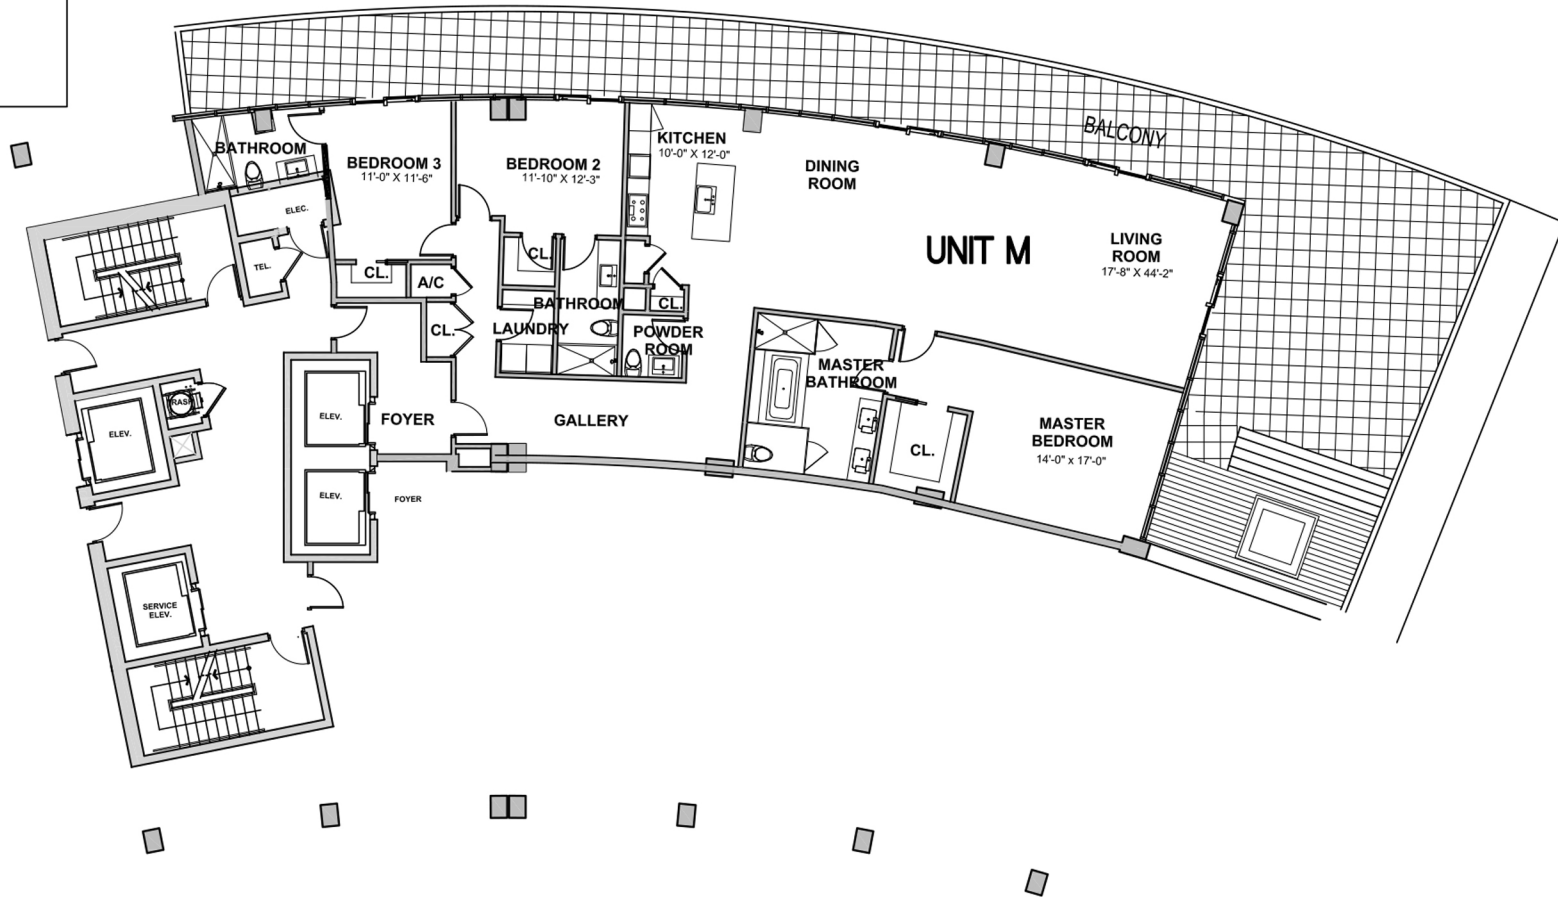 BALCONY
KITCHEN
10'-0" X 12'-0"
BATHROOM
BEDROOM 3
11'-0" X 11'-6"
BEDROOM 2
11'-10" X 12'-3"
DINING
ROOM
ELEC.
UNIT M
LIVING
ROOM
17'-8" X 44'-2"
TEL.
CL.
A/C
CL.
BATHROOM
CL.
CL.
LAUNDRY
POWDER
ROOM
MASTER
BATHROOM
TRASH
ELEV.
ELEV.
FOYER
GALLERY
MASTER
BEDROOM
14'-0" x 17'-0"
CL.
ELEV.
FOYER
SERVICE
ELEV.